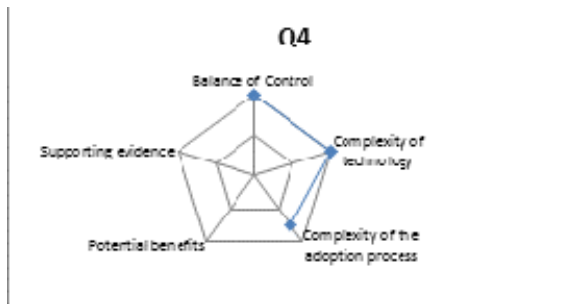 Q4
Balance of Control
Complexity of
technology
Supporting evidence
Potential benefits
Complexity of the
adoption process